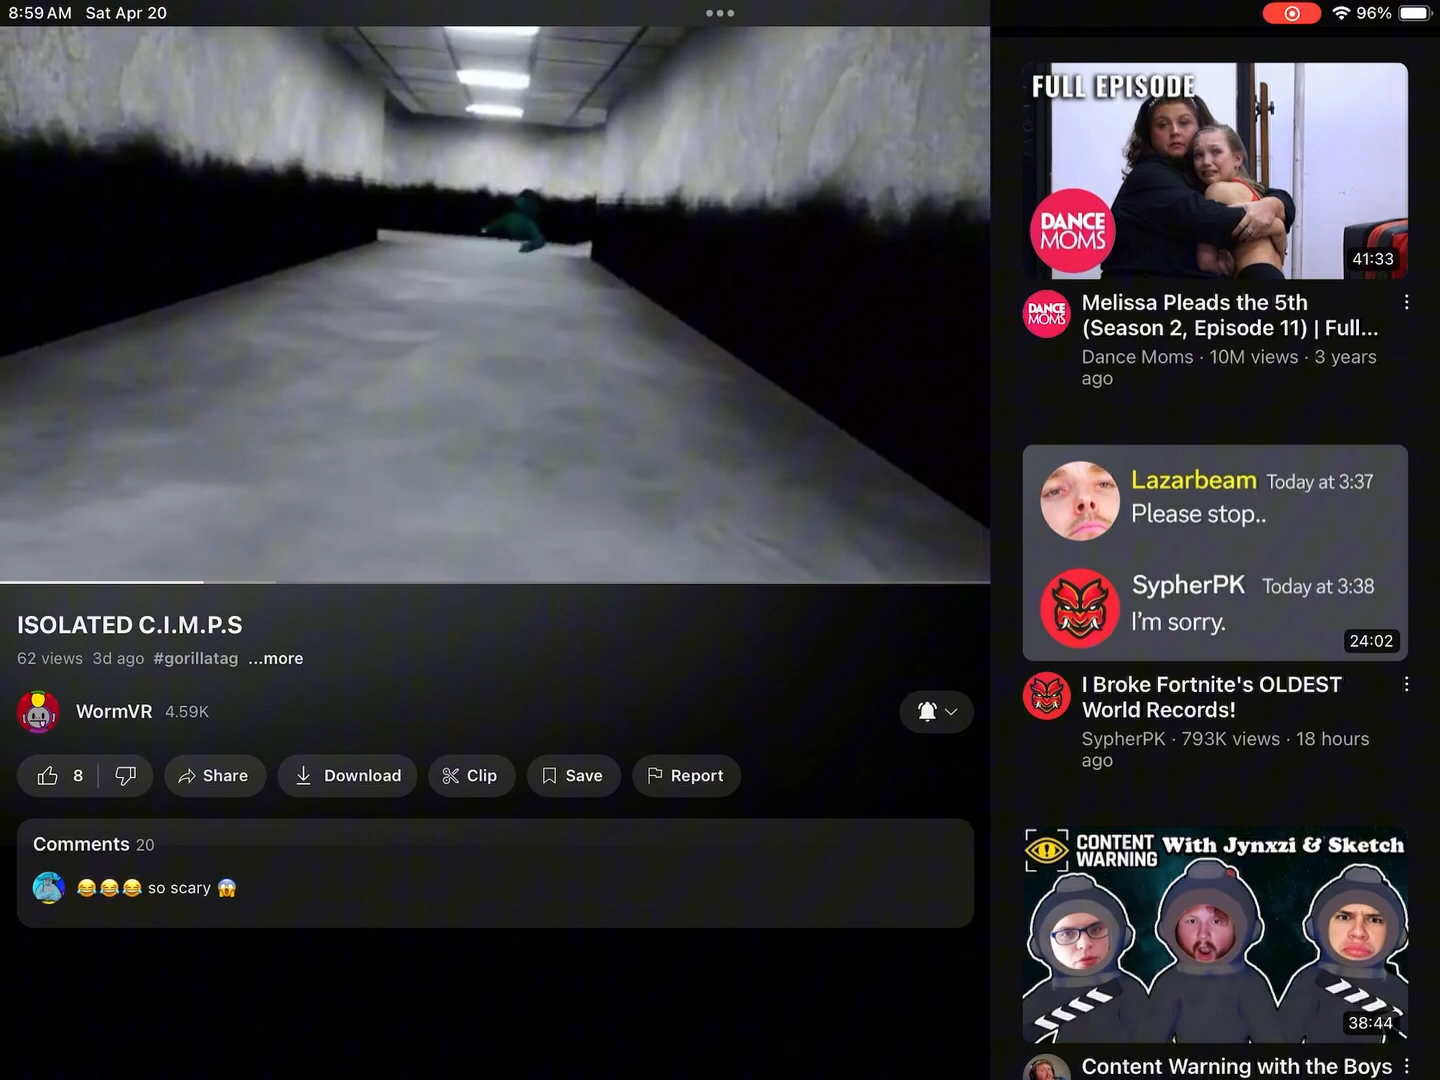 8:59 AM Sat Apr 20
96%
ISOLATED C.I.M.P.S
62 views 3d ago #gorillatag ...more
WormVR 4.59K
8
Share
Download
Clip
Save
Report
Comments 20
😂😂😂 so scary 😱
FULL EPISODE
DANCE
MOMS
41:33
DANCE
MOMS
Melissa Pleads the 5th
(Season 2, Episode 11) | Full...
Dance Moms · 10M views · 3 years
ago
Lazarbeam Today at 3:37
Please stop..
SypherPK Today at 3:38
I'm sorry.
24:02
I Broke Fortnite's OLDEST
World Records!
SypherPK · 793K views · 18 hours
ago
CONTENT
WARNING
With Jynxzi & Sketch
38:44
Content Warning with the Boys